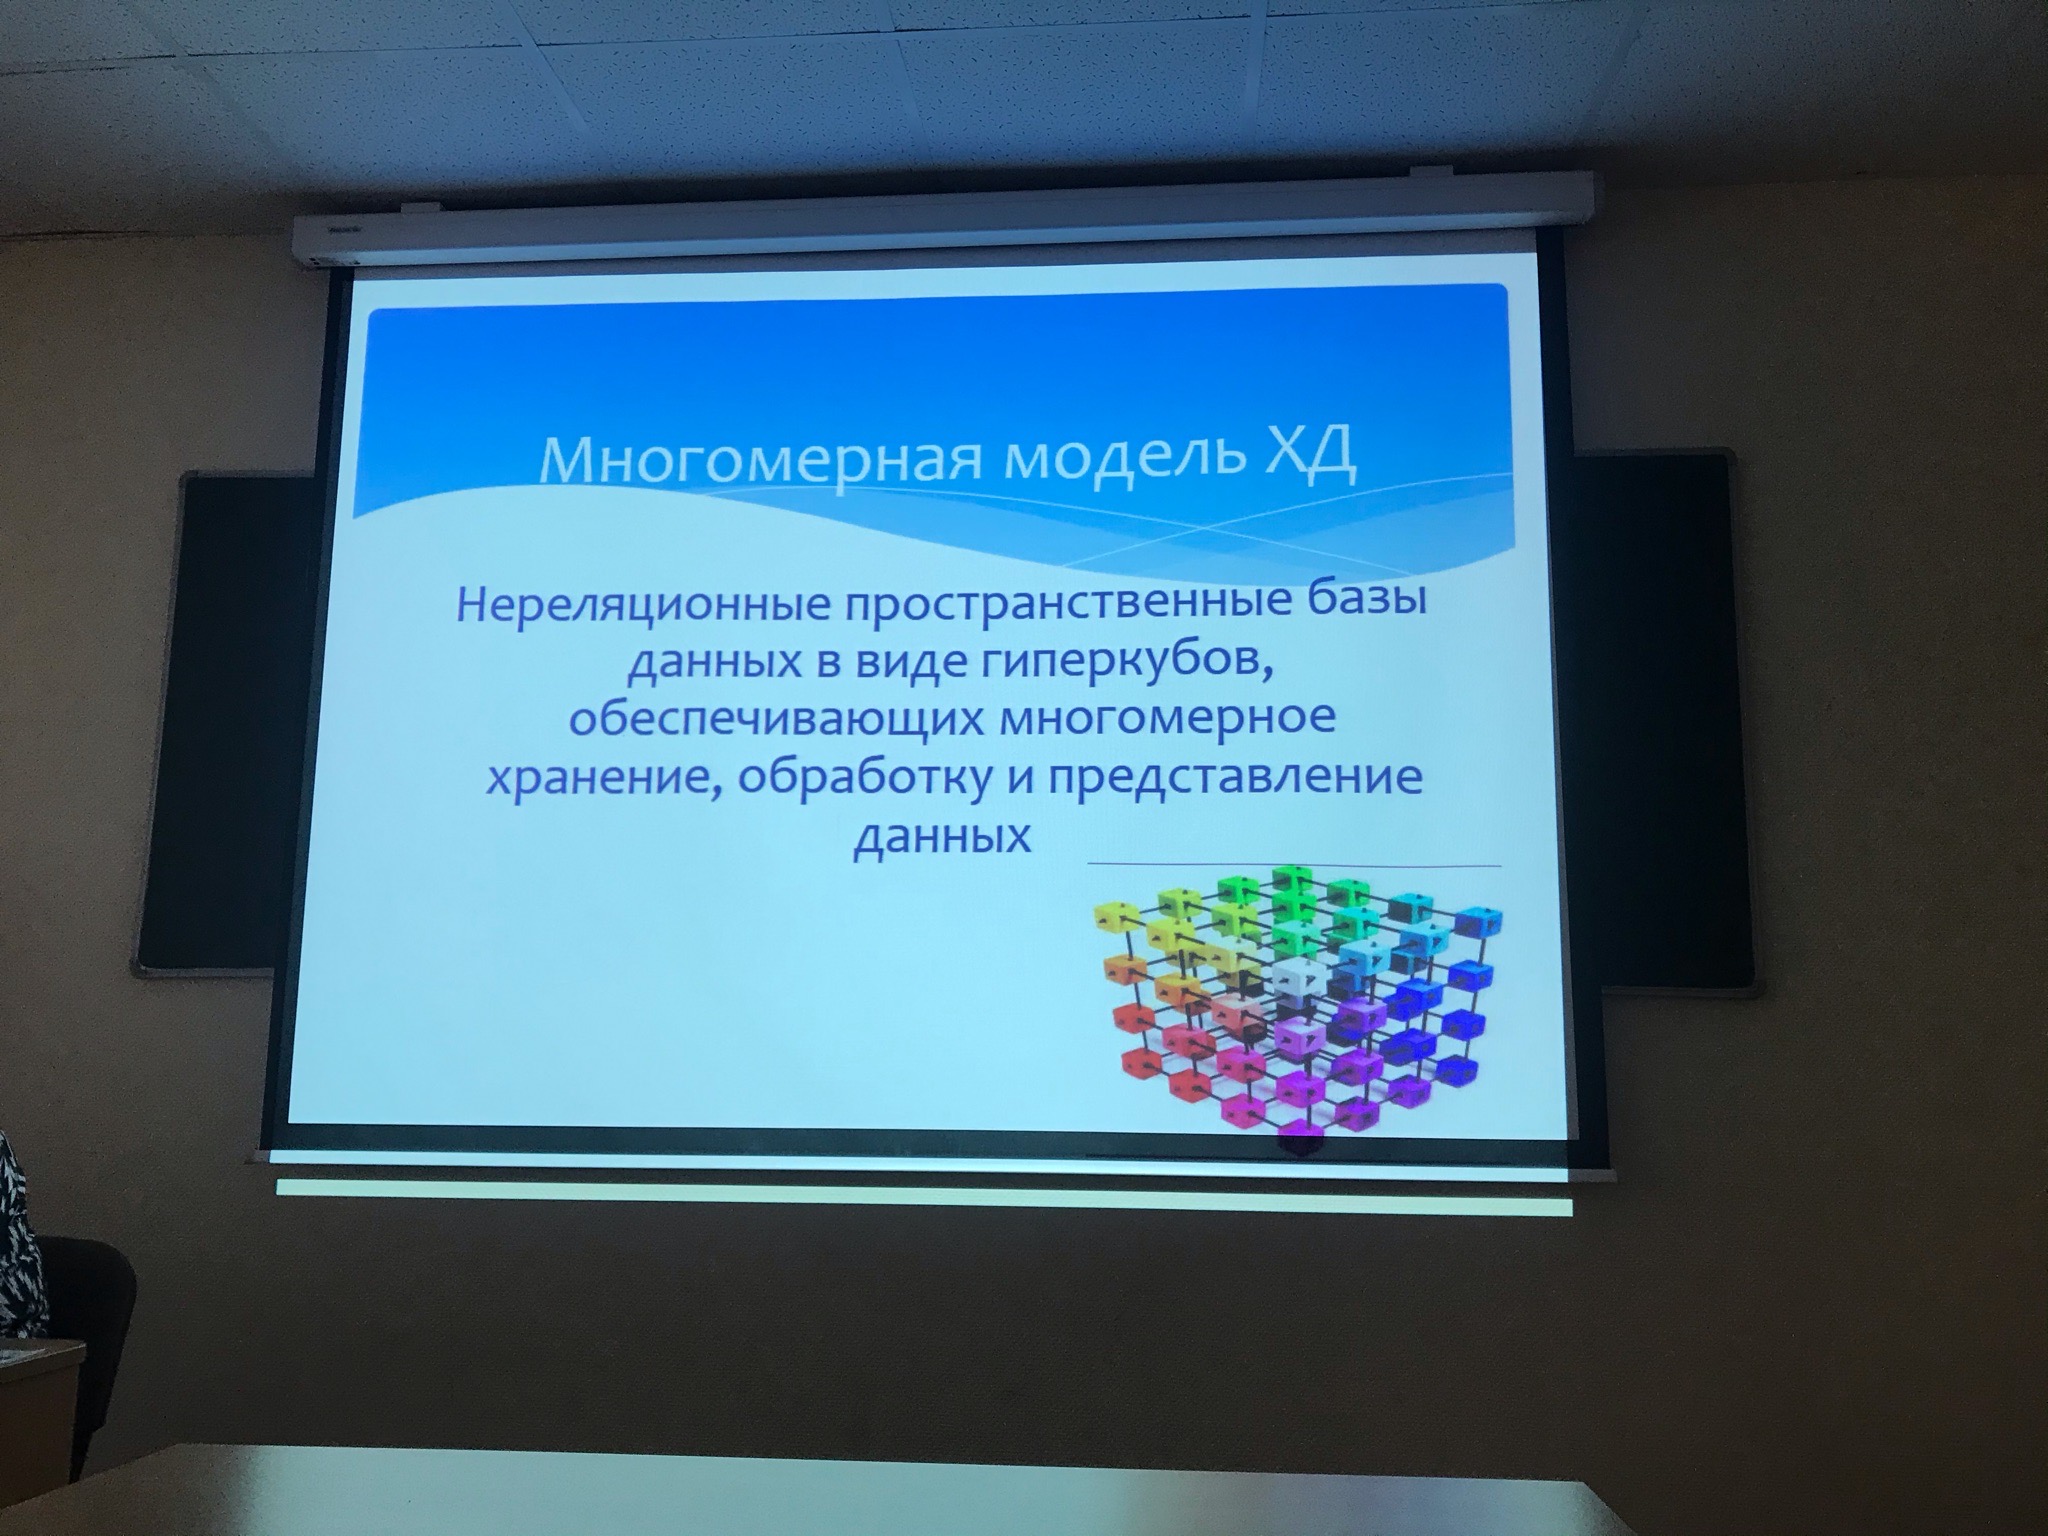 Многомерная модель ХД
Нереляционные пространственные базы
данных в виде гиперкубов,
обеспечивающих многомерное
хранение, обработку и представление
данных